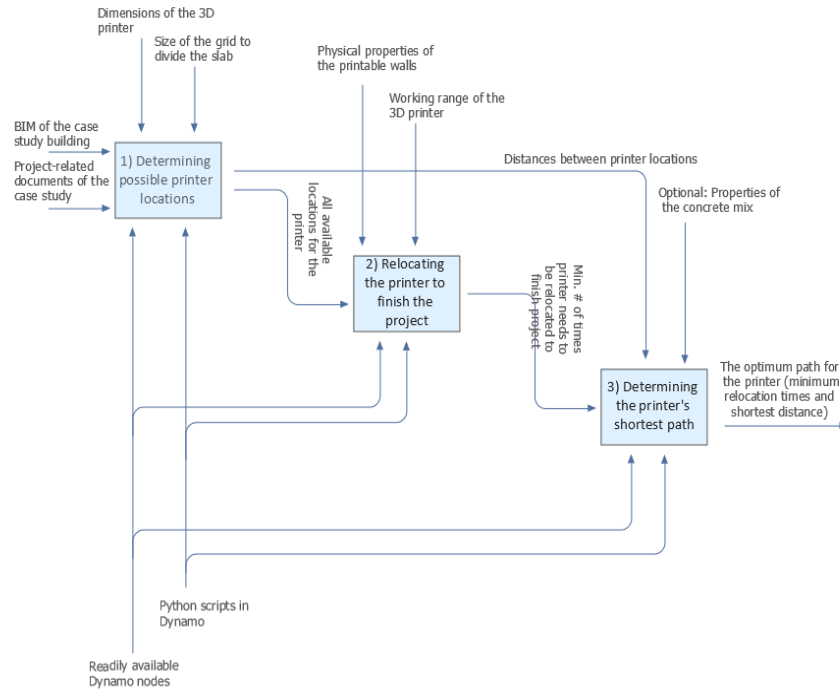 Dimensions of the 3D
printer
Size of the grid to
divide the slab
Physical properties of
the printable walls
Working range of the
3D printer
BIM of the case
study building
Project-related
documents of the
case study
1) Determining
possible printer
locations
Distances between printer locations
Optional: Properties of
the concrete mix
All available
locations for the
printer
2) Relocating
the printer to
finish the
project
Min. # of times
printer needs to
be relocated to
finish project
3) Determining
the printer's
shortest path
The optimum path for
the printer (minimum
relocation times and
shortest distance)
Python scripts in
Dynamo
Readily available
Dynamo nodes